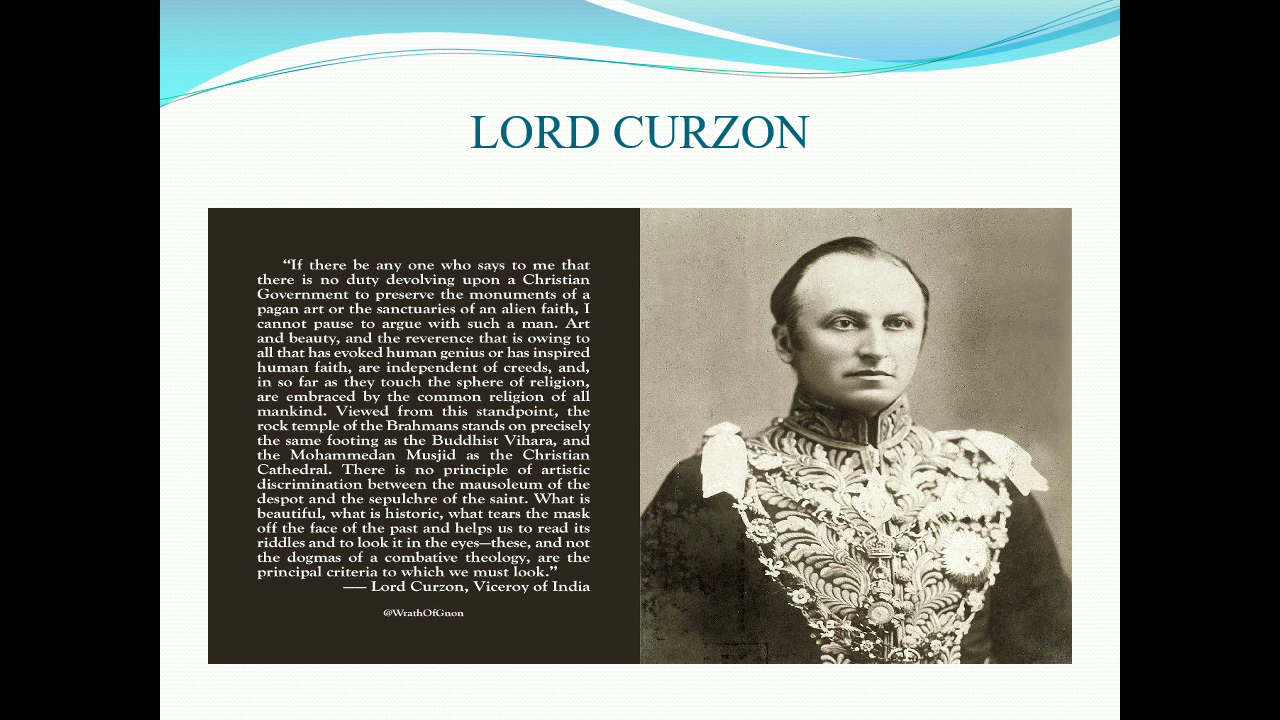 LORD CURZON
“If there be any one who says to me that
there is no duty devolving upon a Christian
Government to preserve the monuments of a
pagan art or the sanctuaries of an alien faith, I
cannot pause to argue with such a man. Art
and beauty, and the reverence that is owing to
all that has evoked human genius or has inspired
human faith, are independent of creeds, and,
in so far as they touch the sphere of religion,
are embraced by the common religion of all
mankind. Viewed from this standpoint, the
rock temple of the Brahmans stands on precisely
the same footing as the Buddhist Vihara, and
the Mohammedan Musjid as the Christian
Cathedral. There is no principle of artistic
discrimination between the mausoleum of the
despot and the sepulchre of the saint. What is
beautiful, what is historic, what tears the mask
off the face of the past and helps us to read its
riddles and to look it in the eyes—these, and not
the dogmas of a combative theology, are the
principal criteria to which we must look.”
— Lord Curzon, Viceroy of India
@WrathOfGnon